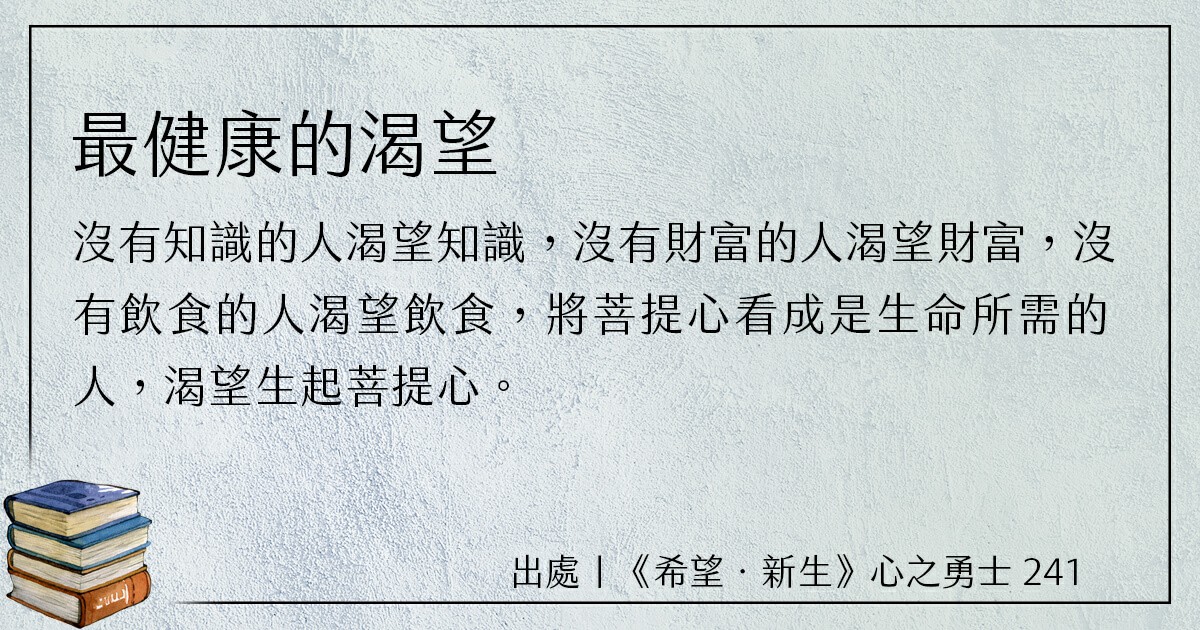 最健康的渴望
沒有知識的人渴望知識，沒有財富的人渴望財富，沒
有飲食的人渴望飲食，將菩提心看成是生命所需的
人，渴望生起菩提心。
出處｜《希望．新生》心之勇士 241